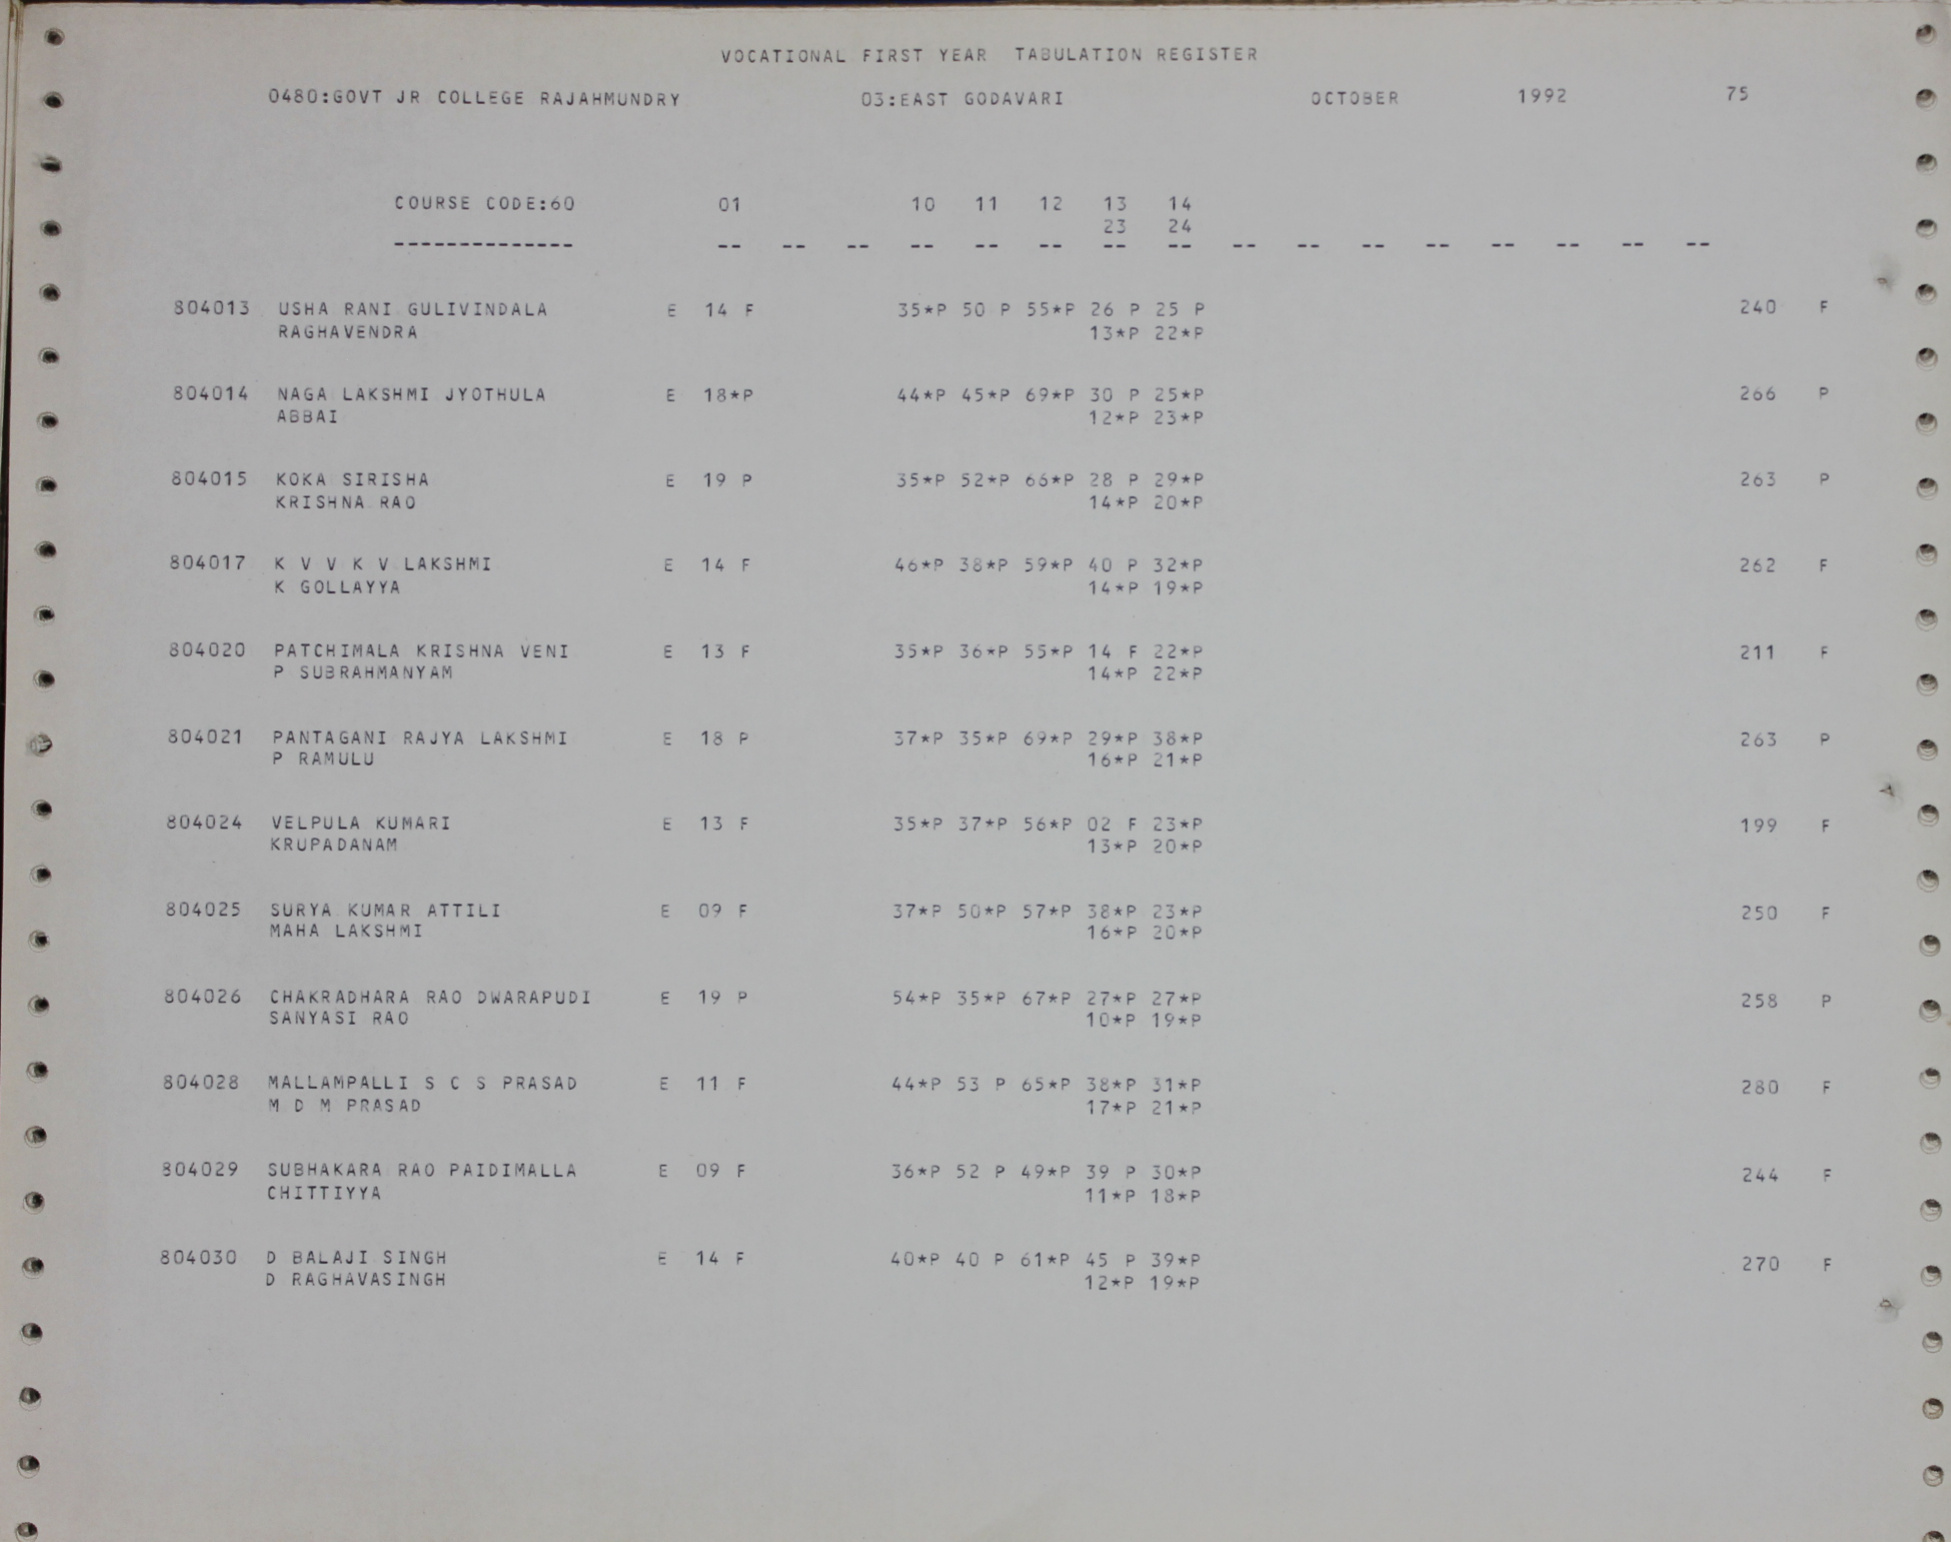 VOCATIONAL FIRST YEAR TABULATION REGISTER
0480:GOVT JR COLLEGE RAJAHMUNDRY 03:EAST GODAVARI OCTOBER 1992 75
COURSE CODE:60 01 10 11 12 13 14
23 24
-------------- -- -- -- -- -- -- -- -- -- -- -- -- -- -- -- --
804013 USHA RANI GULIVINDALA E 14 F 35*P 50 P 55*P 26 P 25 P 240 F
RAGHAVENDRA 13*P 22*P
804014 NAGA LAKSHMI JYOTHULA E 18*P 44*P 45*P 69*P 30 P 25*P 266 P
ABBAI 12*P 23*P
804015 KOKA SIRISHA E 19 P 35*P 52*P 66*P 28 P 29*P 263 P
KRISHNA RAO 14*P 20*P
804017 K V V K V LAKSHMI E 14 F 46*P 38*P 59*P 40 P 32*P 262 F
K GOLLAYYA 14*P 19*P
804020 PATCHIMALA KRISHNA VENI E 13 F 35*P 36*P 55*P 14 F 22*P 211 F
P SUBRAHMANYAM 14*P 22*P
804021 PANTAGANI RAJYA LAKSHMI E 18 P 37*P 35*P 69*P 29*P 38*P 263 P
P RAMULU 16*P 21*P
804024 VELPULA KUMARI E 13 F 35*P 37*P 56*P 02 F 23*P 199 F
KRUPADANAM 13*P 20*P
804025 SURYA KUMAR ATTILI E 09 F 37*P 50*P 57*P 38*P 23*P 250 F
MAHA LAKSHMI 16*P 20*P
804026 CHAKRADHARA RAO DWARAPUDI E 19 P 54*P 35*P 67*P 27*P 27*P 258 P
SANYASI RAO 10*P 19*P
804028 MALLAMPALLI S C S PRASAD E 11 F 44*P 53 P 65*P 38*P 31*P 280 F
M D M PRASAD 17*P 21*P
804029 SUBHAKARA RAO PAIDIMALLA E 09 F 36*P 52 P 49*P 39 P 30*P 244 F
CHITTIYYA 11*P 18*P
804030 D BALAJI SINGH E 14 F 40*P 40 P 61*P 45 P 39*P 270 F
D RAGHAVASINGH 12*P 19*P